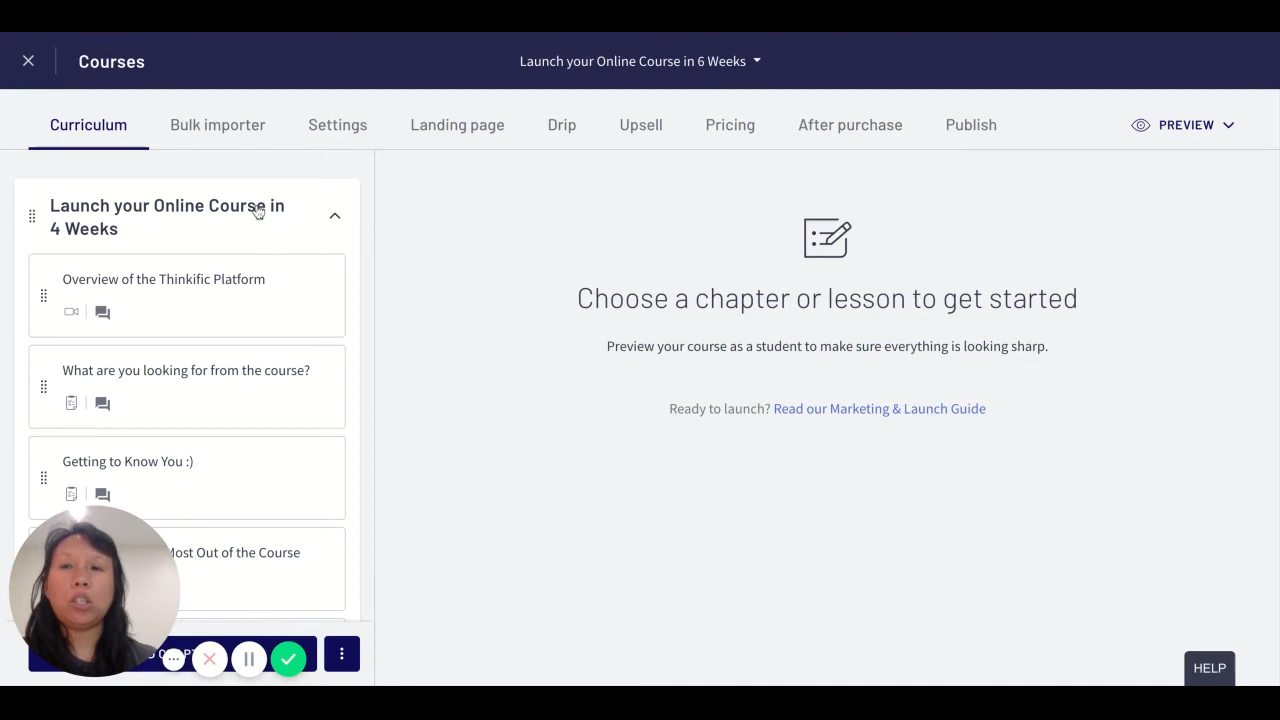 Courses
Launch your Online Course in 6 Weeks
Curriculum
Bulk importer
Settings
Landing page
Drip
Upsell
Pricing
After purchase
Publish
PREVIEW
Launch your Online Course in
4 Weeks
Overview of the Thinkific Platform
What are you looking for from the course?
Getting to Know You :)
Most Out of the Course
Choose a chapter or lesson to get started
Preview your course as a student to make sure everything is looking sharp.
Ready to launch? Read our Marketing & Launch Guide
HELP